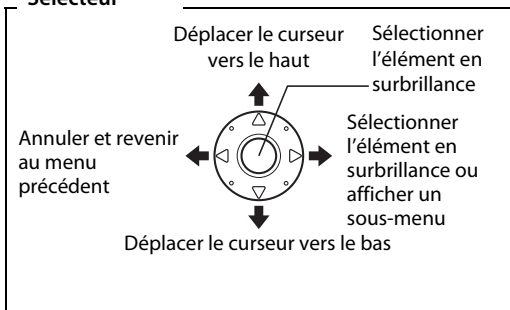 Sélecteur
Déplacer le curseur
vers le haut
Sélectionner
l'élément en
surbrillance
Annuler et revenir
au menu
précédent
Sélectionner
l'élément en
surbrillance ou
afficher un
sous-menu
Déplacer le curseur vers le bas